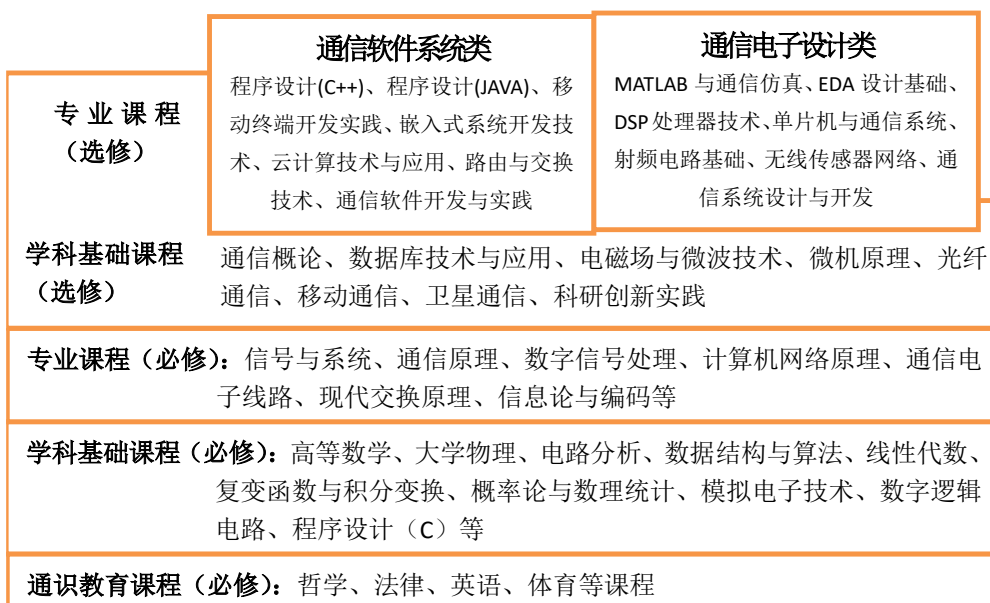 通信软件系统类
程序设计(C++)、程序设计(JAVA)、移
动终端开发实践、嵌入式系统开发技
术、云计算技术与应用、路由与交换
技术、通信软件开发与实践
通信电子设计类
MATLAB 与通信仿真、EDA 设计基础、
DSP 处理器技术、单片机与通信系统、
射频电路基础、无线传感器网络、通
信系统设计与开发
专 业 课 程
（选修）
学科基础课程
（选修）
通信概论、数据库技术与应用、电磁场与微波技术、微机原理、光纤
通信、移动通信、卫星通信、科研创新实践
专业课程（必修）：信号与系统、通信原理、数字信号处理、计算机网络原理、通信电
子线路、现代交换原理、信息论与编码等
学科基础课程（必修）：高等数学、大学物理、电路分析、数据结构与算法、线性代数、
复变函数与积分变换、概率论与数理统计、模拟电子技术、数字逻辑
电路、程序设计（C）等
通识教育课程（必修）：哲学、法律、英语、体育等课程